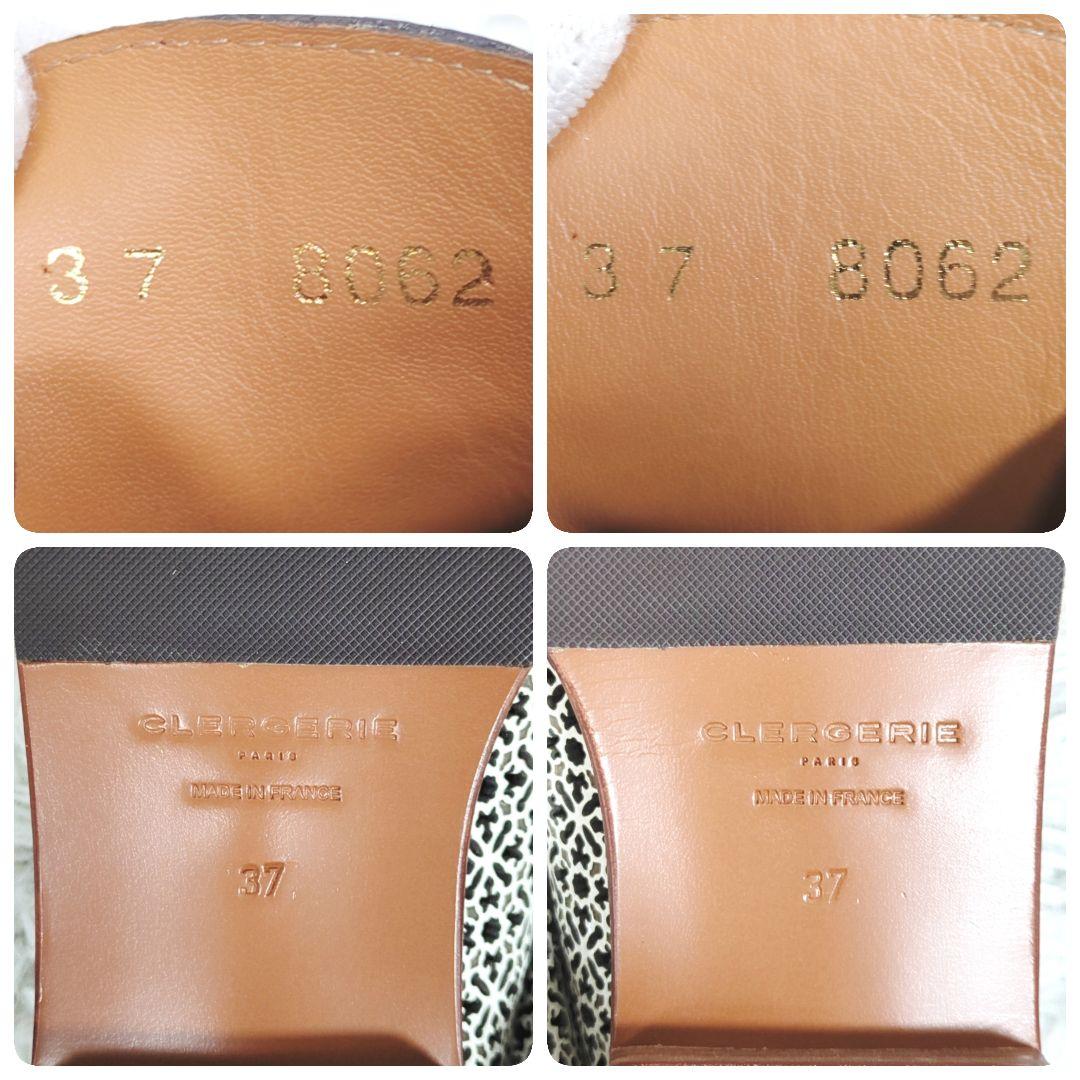 37 8062
37 8062
CLERGERIE
PARIS
MADE IN FRANCE
37
CLERGERIE
PARIS
MADE IN FRANCE
37